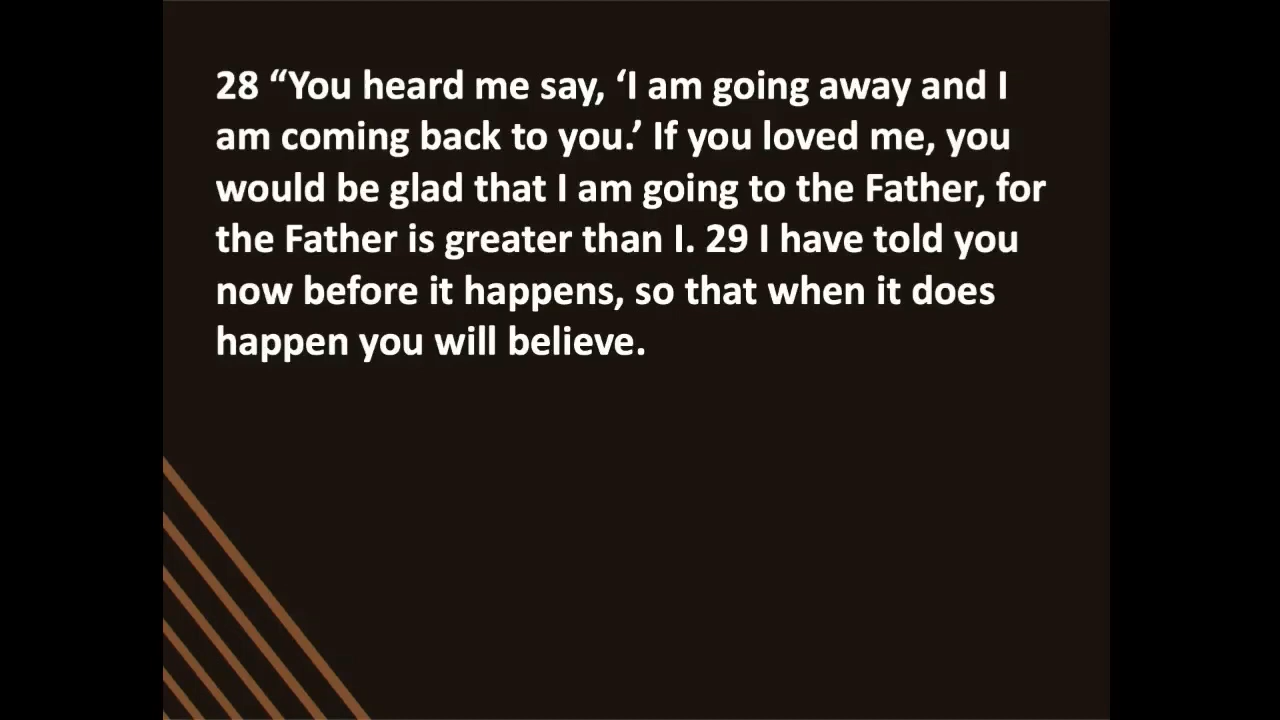 28 “You heard me say, ‘I am going away and I
am coming back to you.’ If you loved me, you
would be glad that I am going to the Father, for
the Father is greater than I. 29 I have told you
now before it happens, so that when it does
happen you will believe.